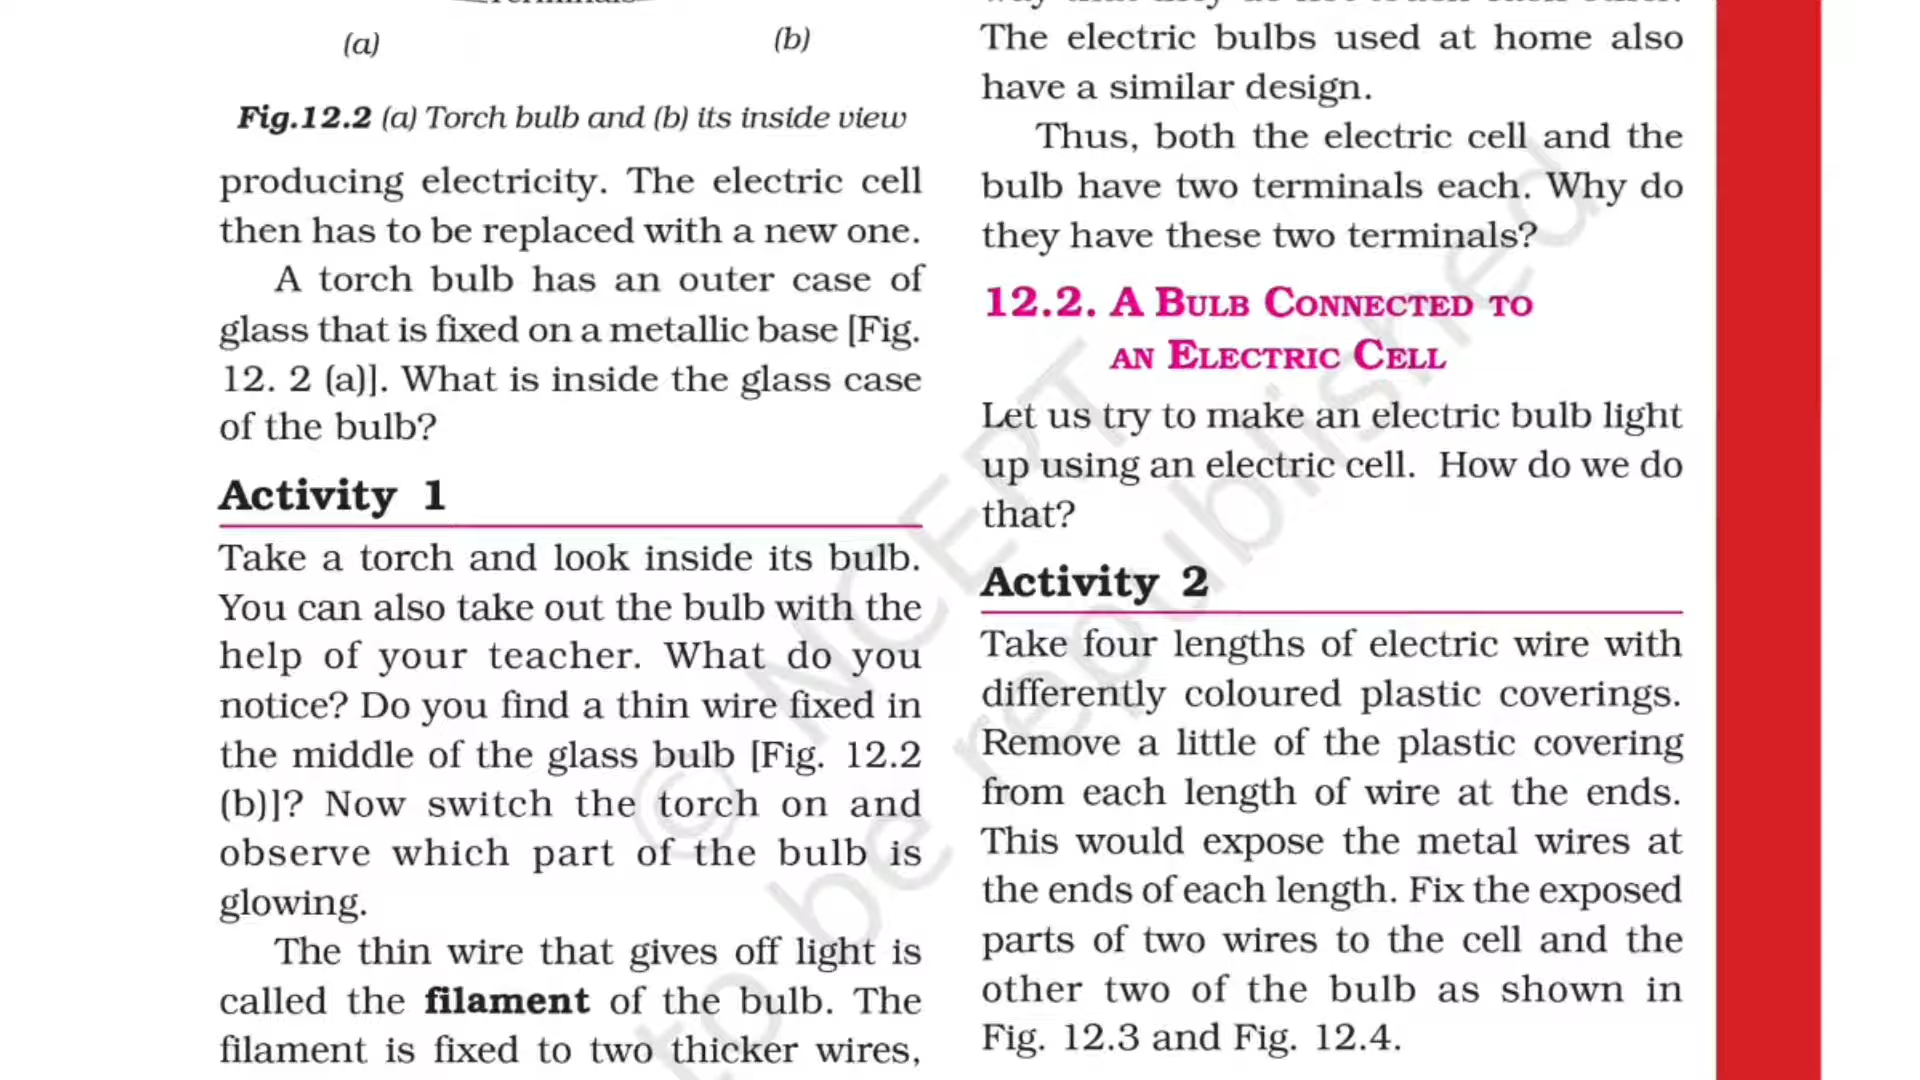 Terminals
(a)
(b)
Fig.12.2 (a) Torch bulb and (b) its inside view
producing electricity. The electric cell
then has to be replaced with a new one.
A torch bulb has an outer case of
glass that is fixed on a metallic base [Fig.
12. 2 (a)]. What is inside the glass case
of the bulb?
Activity 1
Take a torch and look inside its bulb.
You can also take out the bulb with the
help of your teacher. What do you
notice? Do you find a thin wire fixed in
the middle of the glass bulb [Fig. 12.2
(b)]? Now switch the torch on and
observe which part of the bulb is
glowing.
The thin wire that gives off light is
called the filament of the bulb. The
filament is fixed to two thicker wires,
way that they do not touch each other.
The electric bulbs used at home also
have a similar design.
Thus, both the electric cell and the
bulb have two terminals each. Why do
they have these two terminals?
12.2. A BULB CONNECTED TO
AN ELECTRIC CELL
Let us try to make an electric bulb light
up using an electric cell. How do we do
that?
Activity 2
Take four lengths of electric wire with
differently coloured plastic coverings.
Remove a little of the plastic covering
from each length of wire at the ends.
This would expose the metal wires at
the ends of each length. Fix the exposed
parts of two wires to the cell and the
other two of the bulb as shown in
Fig. 12.3 and Fig. 12.4.
© NCERT
to be republished